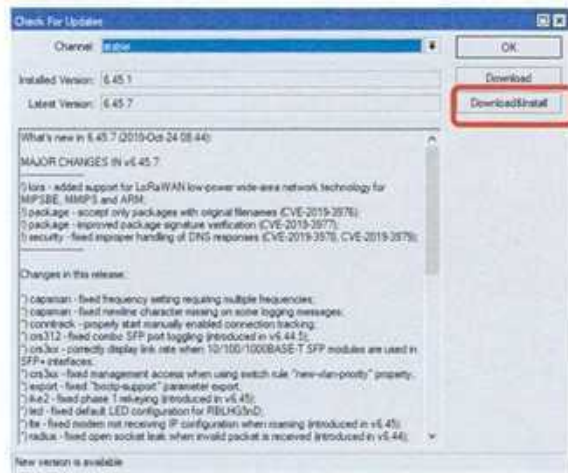 Check For Updates
Channel: stable
OK
Installed Version: 6.45.1
Download
Latest Version: 6.45.7
Download&Install
What's new in 6.45.7 (2019-Oct-24 08:44):
MAJOR CHANGES IN v6.45.7:
----------------------
!) lora - added support for LoRaWAN low-power wide-area network technology for
MIPSBE, MMIPS and ARM;
!) package - accept only packages with original filenames (CVE-2019-3976);
!) package - improved package signature verification (CVE-2019-3977);
!) security - fixed improper handling of DNS responses (CVE-2019-3978, CVE-2019-3979);
----------------------
Changes in this release:
*) capsman - fixed frequency setting requiring multiple frequencies;
*) capsman - fixed newline character missing on some logging messages;
*) conntrack - properly start manually enabled connection tracking;
*) crs312 - fixed combo SFP port toggling (introduced in v6.44.5);
*) crs3xx - correctly display link rate when 10/100/1000BASE-T SFP modules are used in
SFP+ interfaces;
*) crs3xx - fixed management access when using switch rule "new-vlan-priority" property;
*) export - fixed "bootp-support" parameter export;
*) ike2 - fixed phase 1 rekeying (introduced in v6.45);
*) led - fixed default LED configuration for RBLHG5nD;
*) lte - fixed modem not receiving IP configuration when roaming (introduced in v6.45);
*) radius - fixed open socket leak when invalid packet is received (introduced in v6.44);
New version is available